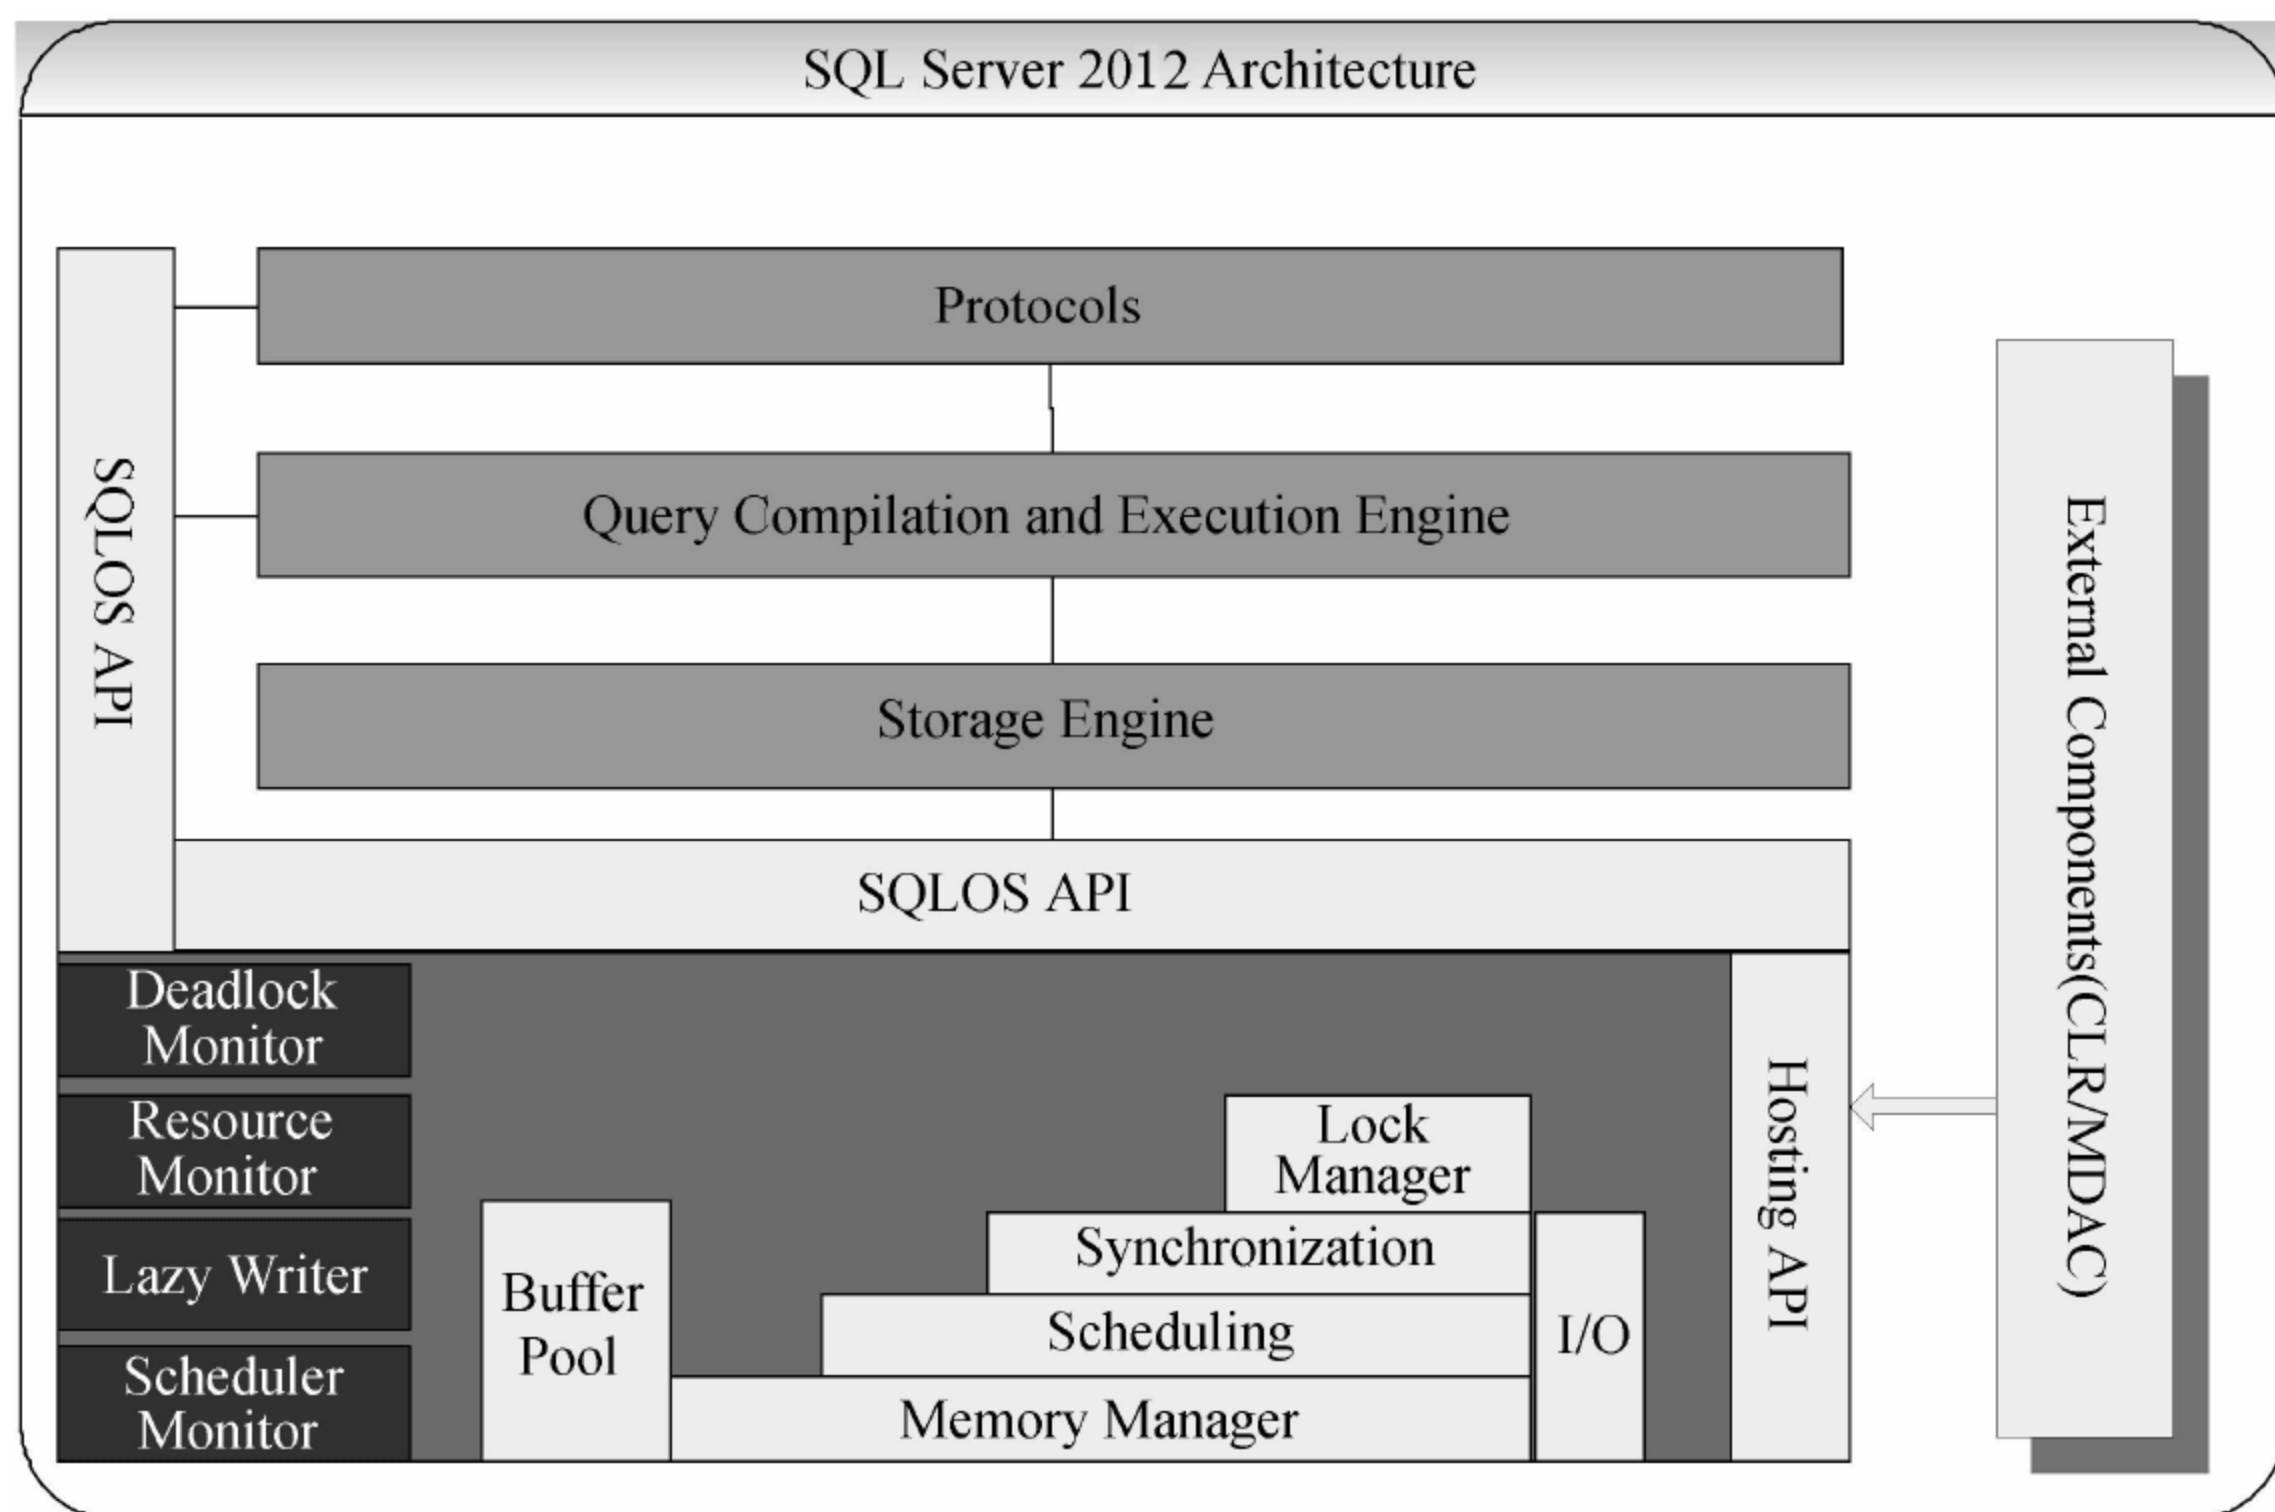 SQL Server 2012 Architecture
Protocols
SQLOS API
Query Compilation and Execution Engine
Storage Engine
SQLOS API
External Components(CLR/MDAC)
Deadlock
Monitor
Resource
Monitor
Lazy Writer
Scheduler
Monitor
Buffer
Pool
Lock
Manager
Synchronization
Scheduling
Memory Manager
I/O
Hosting API